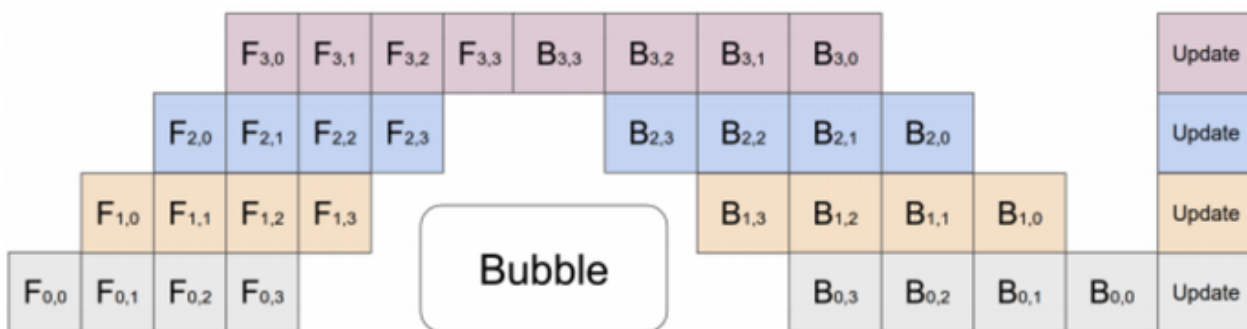 F3,0 F3,1 F3,2 F3,3 B3,3 B3,2 B3,1 B3,0 Update
F2,0 F2,1 F2,2 F2,3 B2,3 B2,2 B2,1 B2,0 Update
F1,0 F1,1 F1,2 F1,3 B1,3 B1,2 B1,1 B1,0 Update
F0,0 F0,1 F0,2 F0,3 Bubble B0,3 B0,2 B0,1 B0,0 Update